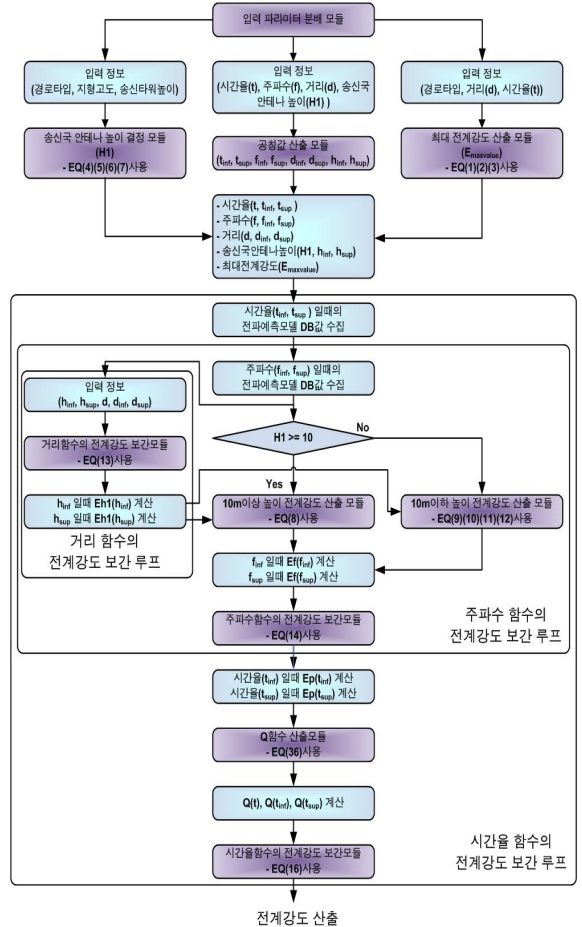 입력 파라미터 분배 모듈
입력 정보
(경로타입, 지형고도, 송신타워높이)
입력 정보
(시간율(t), 주파수(f), 거리(d), 송신국
안테나 높이(H1) )
입력 정보
(경로타입, 거리(d), 시간율(t))
송신국 안테나 높이 결정 모듈
(H1)
- EQ(4)(5)(6)(7)사용
공칭값 산출 모듈
(tinf, tsup, finf, fsup, dinf, dsup, hinf, hsup)
최대 전계강도 산출 모듈
(Emaxvalue)
- EQ(1)(2)(3)사용
- 시간율(t, tinf, tsup )
- 주파수(f, finf, fsup)
- 거리(d, dinf, dsup)
- 송신국안테나높이(H1, hinf, hsup)
- 최대전계강도(Emaxvalue)
시간율(tinf, tsup ) 일때의
전파예측모델 DB값 수집
주파수(finf, fsup) 일때의
전파예측모델 DB값 수집
입력 정보
(hinf, hsup, d, dinf, dsup)
거리함수의 전계강도 보간모듈
- EQ(13)사용
hinf 일때 Eh1(hinf) 계산
hsup 일때 Eh1(hsup) 계산
거리 함수의
전계강도 보간 루프
H1 >= 10
No
Yes
10m이상 높이 전계강도 산출 모듈
- EQ(8)사용
10m이하 높이 전계강도 산출 모듈
- EQ(9)(10)(11)(12)사용
finf 일때 Ef(finf) 계산
fsup 일때 Ef(fsup) 계산
주파수함수의 전계강도 보간모듈
- EQ(14)사용
주파수 함수의
전계강도 보간 루프
시간율(tinf) 일때 Ep(tinf) 계산
시간율(tsup) 일때 Ep(tsup) 계산
Q함수 산출모듈
- EQ(36)사용
Q(t), Q(tinf), Q(tsup) 계산
시간율함수의 전계강도 보간모듈
- EQ(16)사용
시간율 함수의
전계강도 보간 루프
전계강도 산출